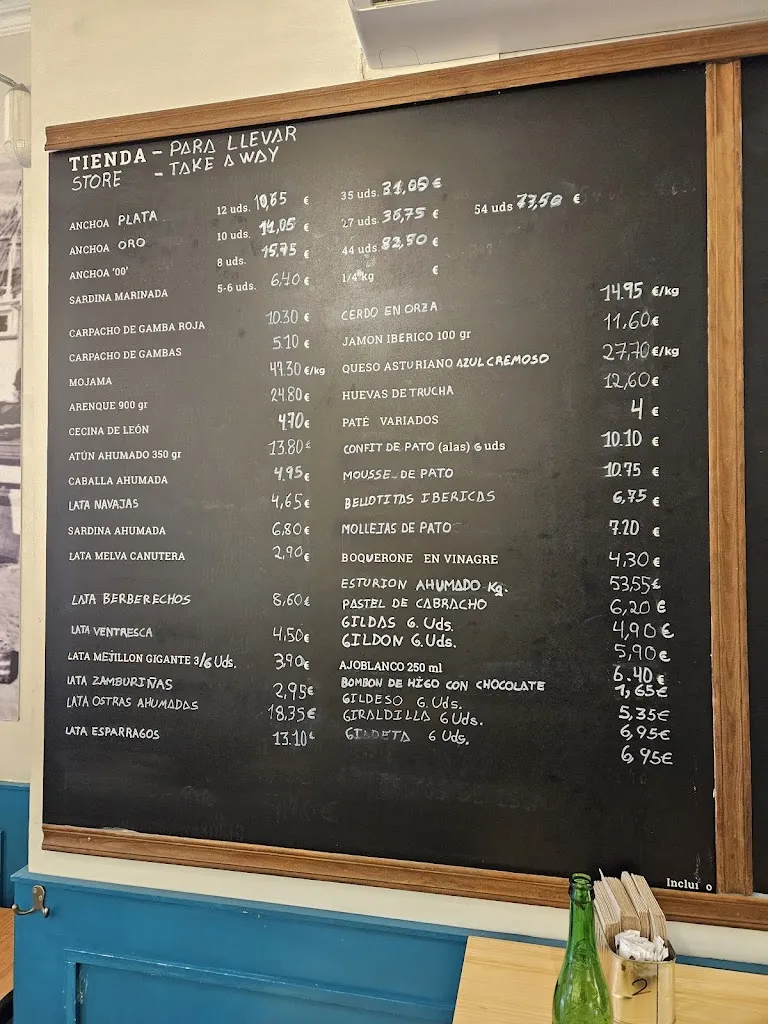 TIENDA - PARA LLEVAR
STORE - TAKE AWAY
ANCHOA PLATA 12 uds. 10,65 € 35 uds. 31,05 €
ANCHOA ORO 10 uds. 14,05 € 27 uds. 36,75 € 54 uds 73,50 €
ANCHOA '00' 8 uds. 15,75 € 44 uds. 82,50 €
SARDINA MARINADA 5-6 uds. 6,40 € 1/4 kg €
CARPACHO DE GAMBA ROJA 10.30 €
CARPACHO DE GAMBAS 5.10 €
MOJAMA 49.30 €/kg
ARENQUE 900 gr 24.80 €
CECINA DE LEÓN 4.70 €
ATÚN AHUMADO 350 gr 13.80 €
CABALLA AHUMADA 4.95 €
LATA NAVAJAS 4,65 €
SARDINA AHUMADA 6,80 €
LATA MELVA CANUTERA 2,90 €
LATA BERBERECHOS 8,60 €
LATA VENTRESCA 4,50 €
LATA MEJILLON GIGANTE 3/6 Uds. 3,90 €
LATA ZAMBURIÑAS 2,95 €
LATA OSTRAS AHUMADAS 18,35 €
LATA ESPARRAGOS 13.10 €
CERDO EN ORZA 14.95 €/kg
JAMON IBERICO 100 gr 11,60 €
QUESO ASTURIANO AZUL CREMOSO 27,70 €/kg
HUEVAS DE TRUCHA 12,60 €
PATÉ VARIADOS 4 €
CONFIT DE PATO (alas) 6 uds 10.10 €
MOUSSE DE PATO 10.75 €
BELLOTITAS IBERICAS 6,75 €
MOLLEJAS DE PATO 7.20 €
BOQUERONE EN VINAGRE 4,30 €
ESTURION AHUMADO Kg. 53,55 €
PASTEL DE CABRACHO 6,20 €
GILDAS 6. Uds. 4,90 €
GILDON 6. Uds. 5,90 €
AJOBLANCO 250 ml 6.40 €
BOMBON DE HIGO CON CHOCOLATE 1,65 €
GILDESO 6 Uds. 5,35 €
GIRALDILLA 6 Uds. 6,95 €
GILDETA 6 Uds. 6,95 €
Inclui o
2